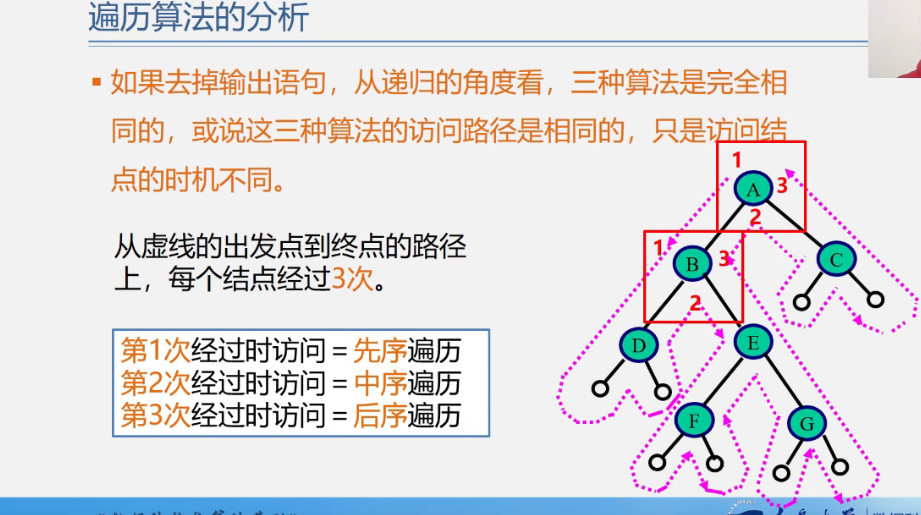 遍历算法的分析
▪ 如果去掉输出语句，从递归的角度看，三种算法是完全相
同的，或说这三种算法的访问路径是相同的，只是访问结
点的时机不同。
从虚线的出发点到终点的路径
上，每个结点经过3次。
第1次经过时访问＝先序遍历
第2次经过时访问＝中序遍历
第3次经过时访问＝后序遍历
1
A 3
2
1
B 3
C
2
D
E
F
G